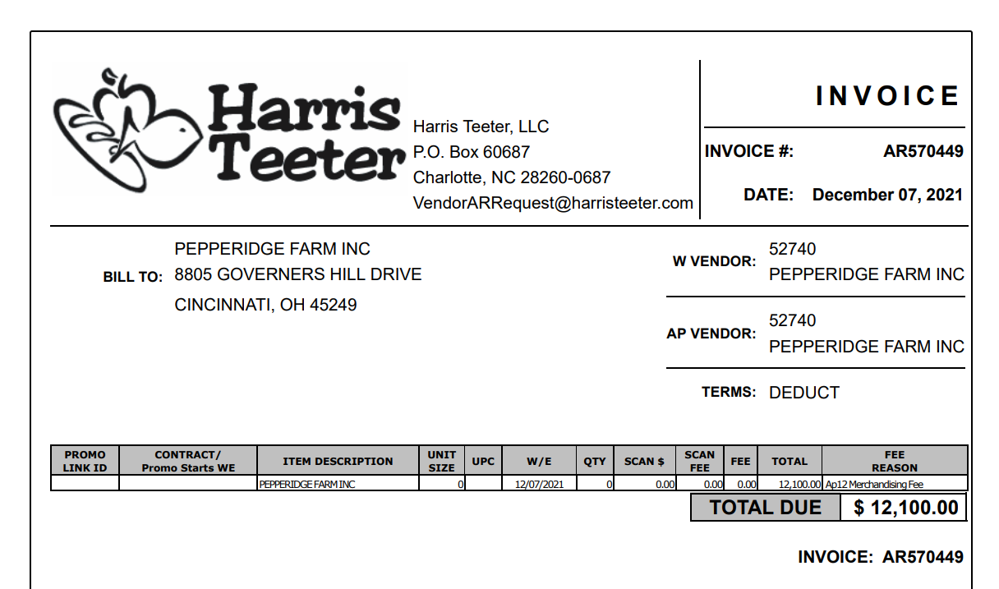 Harris
Teeter
Harris Teeter, LLC
P.O. Box 60687
Charlotte, NC 28260-0687
VendorARRequest@harristeeter.com
INVOICE
INVOICE #: AR570449
DATE: December 07, 2021
BILL TO:
PEPPERIDGE FARM INC
8805 GOVERNERS HILL DRIVE
CINCINNATI, OH 45249
W VENDOR:
52740
PEPPERIDGE FARM INC
AP VENDOR:
52740
PEPPERIDGE FARM INC
TERMS: DEDUCT
PROMO LINK ID CONTRACT/ Promo Starts WE ITEM DESCRIPTION UNIT SIZE UPC W/E QTY SCAN $ SCAN FEE FEE TOTAL FEE REASON
PEPPERIDGE FARM INC 0 12/07/2021 0 0.00 0.00 0.00 12,100.00 Ap12 Merchandising Fee
TOTAL DUE $ 12,100.00
INVOICE: AR570449